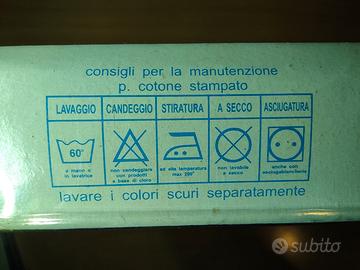 consigli per la manutenzione
p. cotone stampato
LAVAGGIO CANDEGGIO STIRATURA A SECCO ASCIUGATURA
60°
a mano o in lavatrice
non candeggiare con prodotti a base di cloro
ad alta temperatura max 200°
non lavabile a secco
anche con asciugabiancheria
lavare i colori scuri separatamente
subito